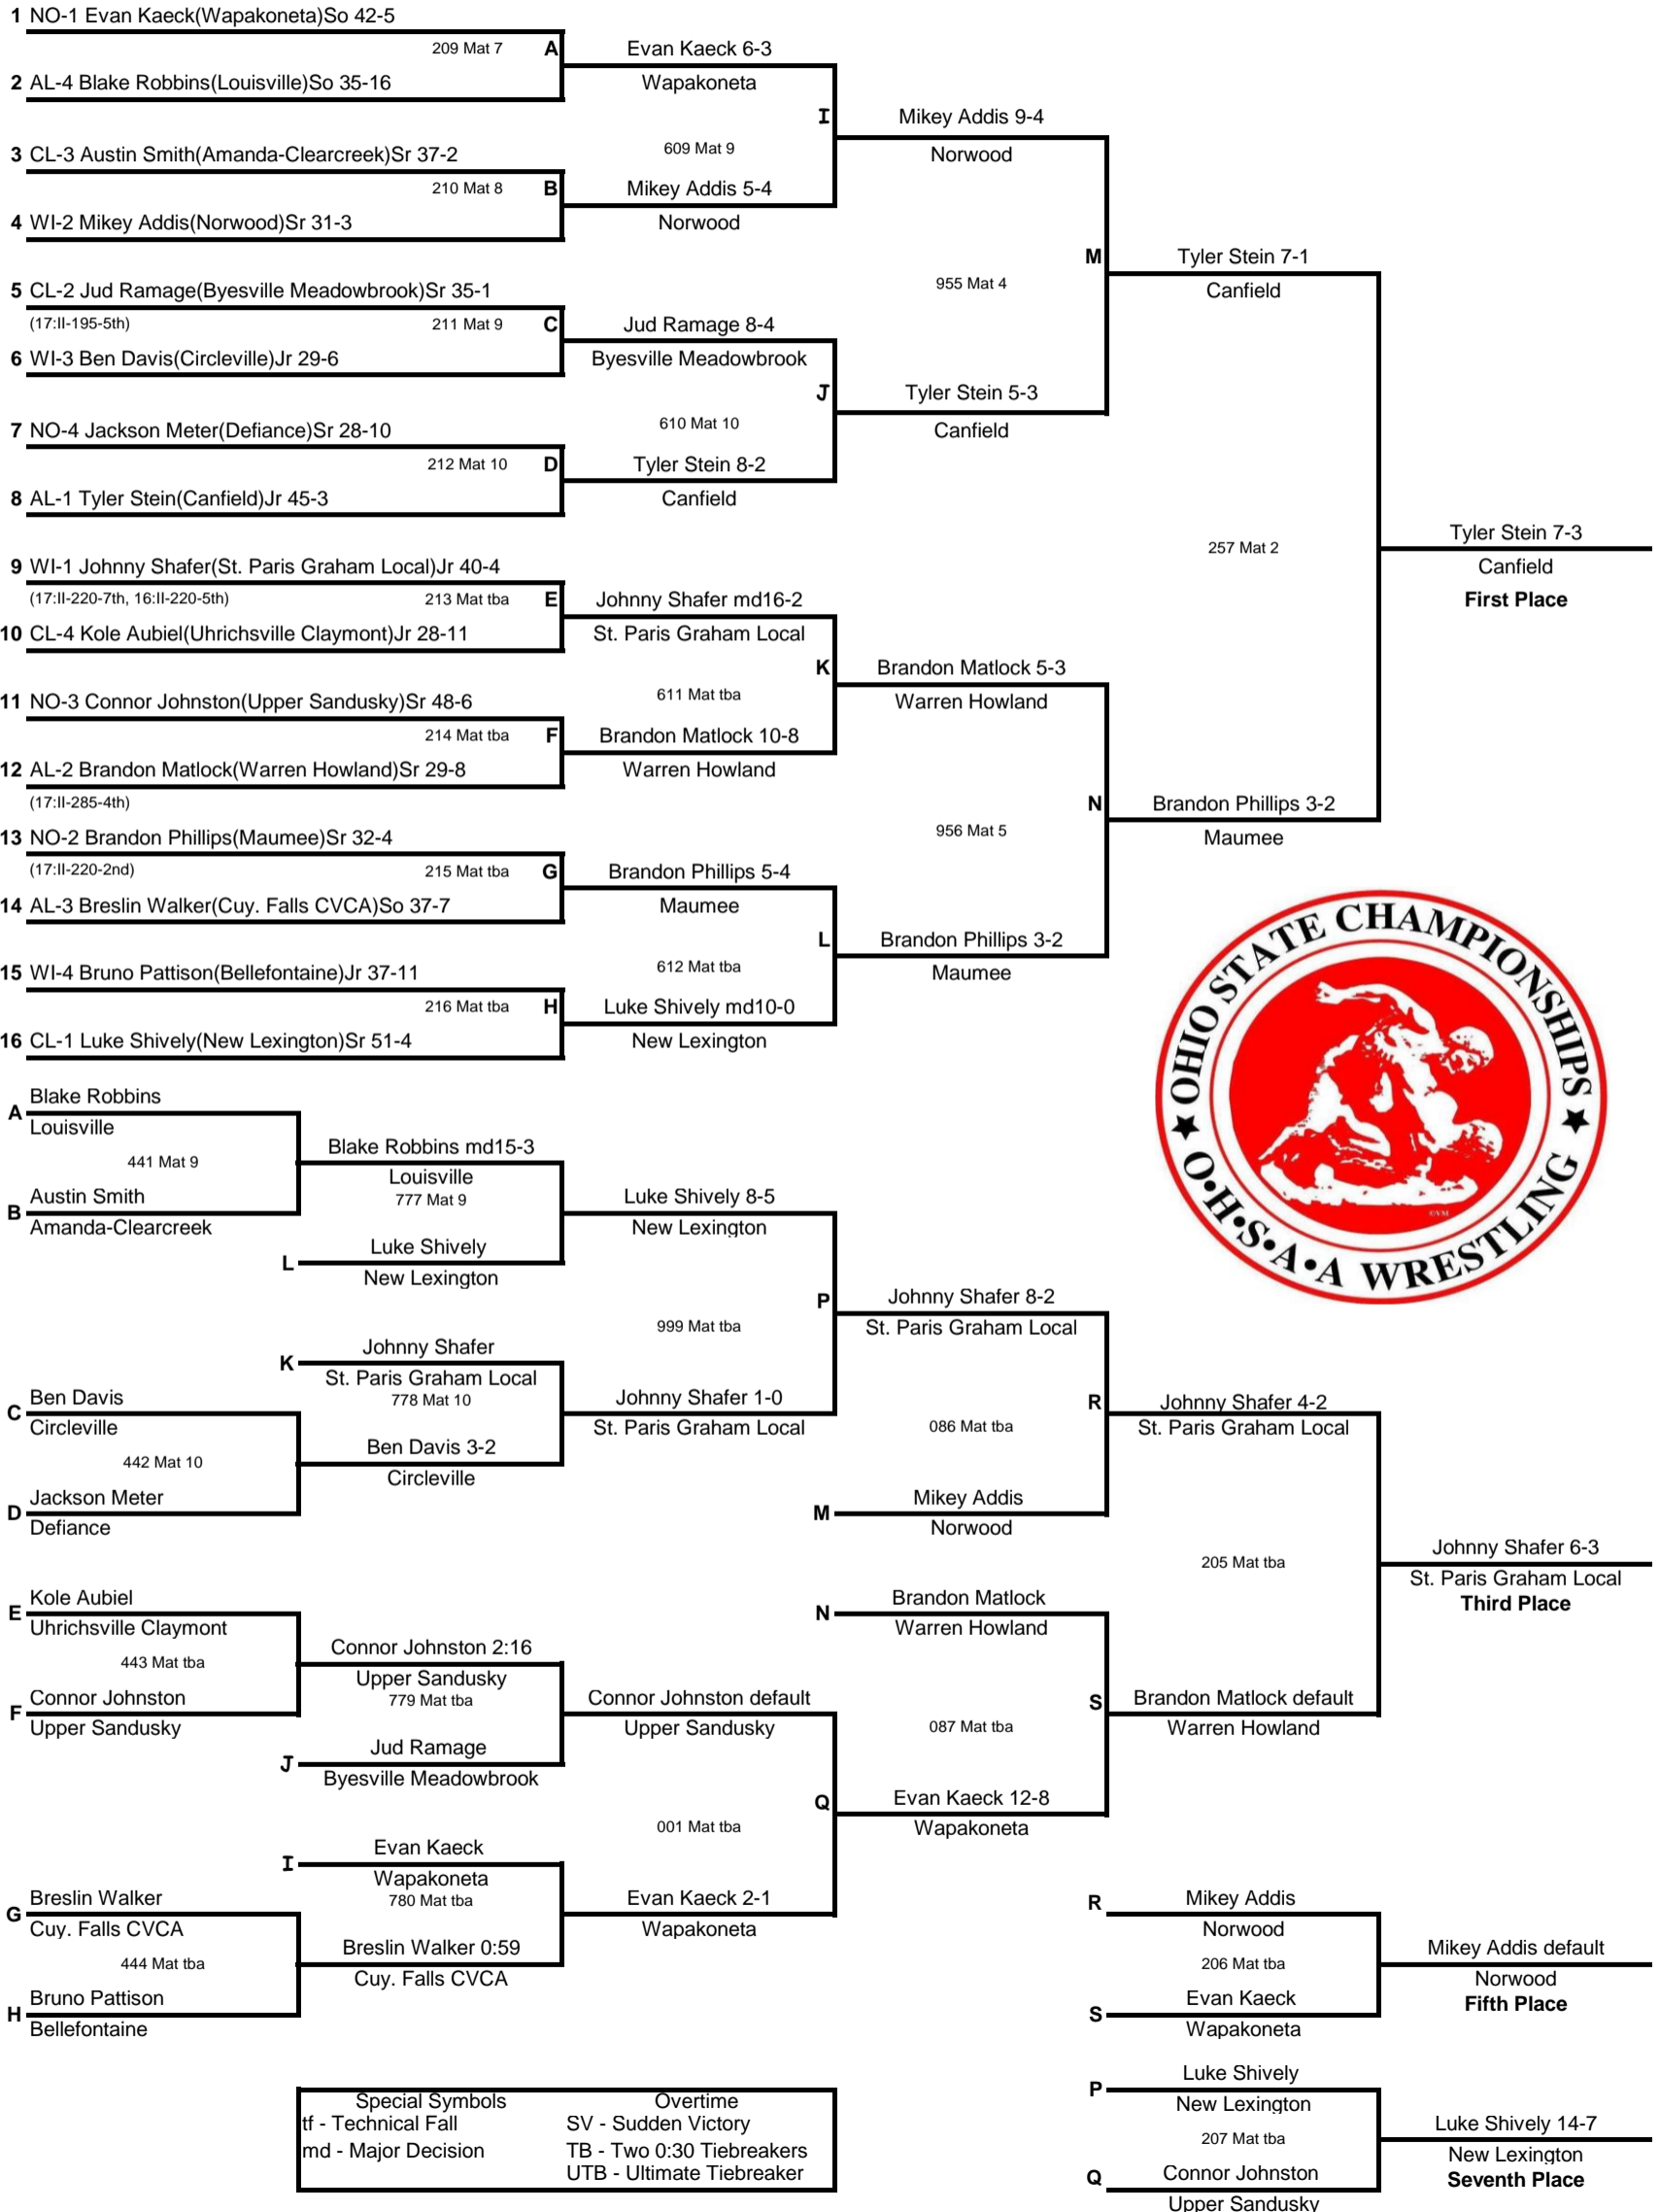 1 NO-1 Evan Kaeck(Wapakoneta)So 42-5
209 Mat 7 A
2 AL-4 Blake Robbins(Louisville)So 35-16
Evan Kaeck 6-3
Wapakoneta
I
609 Mat 9
3 CL-3 Austin Smith(Amanda-Clearcreek)Sr 37-2
210 Mat 8 B
4 WI-2 Mikey Addis(Norwood)Sr 31-3
Mikey Addis 5-4
Norwood
Mikey Addis 9-4
Norwood
M
955 Mat 4
5 CL-2 Jud Ramage(Byesville Meadowbrook)Sr 35-1
(17:II-195-5th) 211 Mat 9 C
6 WI-3 Ben Davis(Circleville)Jr 29-6
Jud Ramage 8-4
Byesville Meadowbrook
J
610 Mat 10
7 NO-4 Jackson Meter(Defiance)Sr 28-10
212 Mat 10 D
8 AL-1 Tyler Stein(Canfield)Jr 45-3
Tyler Stein 8-2
Canfield
Tyler Stein 5-3
Canfield
Tyler Stein 7-1
Canfield
257 Mat 2
Tyler Stein 7-3
Canfield
First Place
9 WI-1 Johnny Shafer(St. Paris Graham Local)Jr 40-4
(17:II-220-7th, 16:II-220-5th) 213 Mat tba E
10 CL-4 Kole Aubiel(Uhrichsville Claymont)Jr 28-11
Johnny Shafer md16-2
St. Paris Graham Local
K
611 Mat tba
11 NO-3 Connor Johnston(Upper Sandusky)Sr 48-6
214 Mat tba F
12 AL-2 Brandon Matlock(Warren Howland)Sr 29-8
(17:II-285-4th)
Brandon Matlock 10-8
Warren Howland
Brandon Matlock 5-3
Warren Howland
N
956 Mat 5
13 NO-2 Brandon Phillips(Maumee)Sr 32-4
(17:II-220-2nd) 215 Mat tba G
14 AL-3 Breslin Walker(Cuy. Falls CVCA)So 37-7
Brandon Phillips 5-4
Maumee
L
612 Mat tba
15 WI-4 Bruno Pattison(Bellefontaine)Jr 37-11
216 Mat tba H
16 CL-1 Luke Shively(New Lexington)Sr 51-4
Luke Shively md10-0
New Lexington
Brandon Phillips 3-2
Maumee
Brandon Phillips 3-2
Maumee
★ OHIO STATE CHAMPIONSHIPS ★
O•H•S•A•A WRESTLING
©VM
A Blake Robbins
Louisville
441 Mat 9
B Austin Smith
Amanda-Clearcreek
Blake Robbins md15-3
Louisville
777 Mat 9
L Luke Shively
New Lexington
Luke Shively 8-5
New Lexington
P
999 Mat tba
K Johnny Shafer
St. Paris Graham Local
778 Mat 10
C Ben Davis
Circleville
442 Mat 10
D Jackson Meter
Defiance
Ben Davis 3-2
Circleville
Johnny Shafer 1-0
St. Paris Graham Local
Johnny Shafer 8-2
St. Paris Graham Local
R
086 Mat tba
M Mikey Addis
Norwood
Johnny Shafer 4-2
St. Paris Graham Local
205 Mat tba
Johnny Shafer 6-3
St. Paris Graham Local
Third Place
E Kole Aubiel
Uhrichsville Claymont
443 Mat tba
F Connor Johnston
Upper Sandusky
Connor Johnston 2:16
Upper Sandusky
779 Mat tba
J Jud Ramage
Byesville Meadowbrook
Connor Johnston default
Upper Sandusky
Q
001 Mat tba
I Evan Kaeck
Wapakoneta
780 Mat tba
G Breslin Walker
Cuy. Falls CVCA
444 Mat tba
H Bruno Pattison
Bellefontaine
Breslin Walker 0:59
Cuy. Falls CVCA
Evan Kaeck 2-1
Wapakoneta
N Brandon Matlock
Warren Howland
S
087 Mat tba
Evan Kaeck 12-8
Wapakoneta
Brandon Matlock default
Warren Howland
R Mikey Addis
Norwood
206 Mat tba
S Evan Kaeck
Wapakoneta
Mikey Addis default
Norwood
Fifth Place
P Luke Shively
New Lexington
207 Mat tba
Q Connor Johnston
Upper Sandusky
Luke Shively 14-7
New Lexington
Seventh Place
Special Symbols Overtime
tf - Technical Fall SV - Sudden Victory
md - Major Decision TB - Two 0:30 Tiebreakers
UTB - Ultimate Tiebreaker